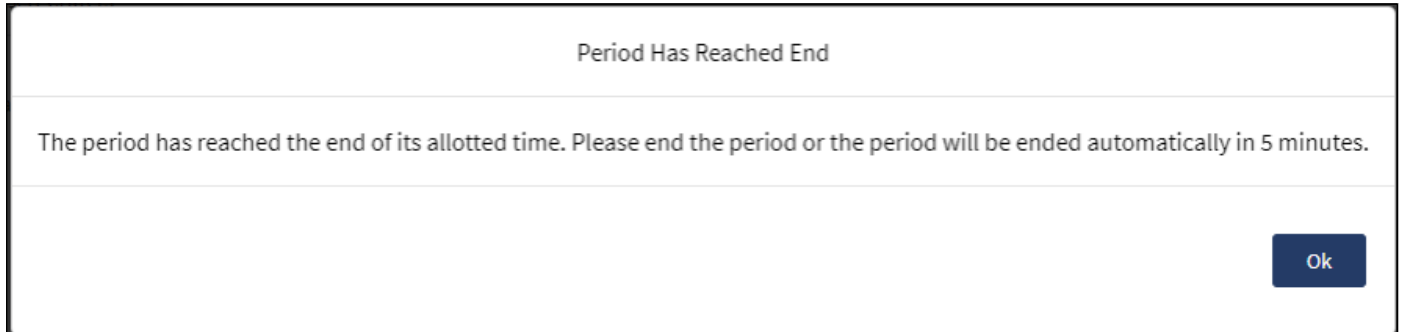 Period Has Reached End
The period has reached the end of its allotted time. Please end the period or the period will be ended automatically in 5 minutes.
Ok